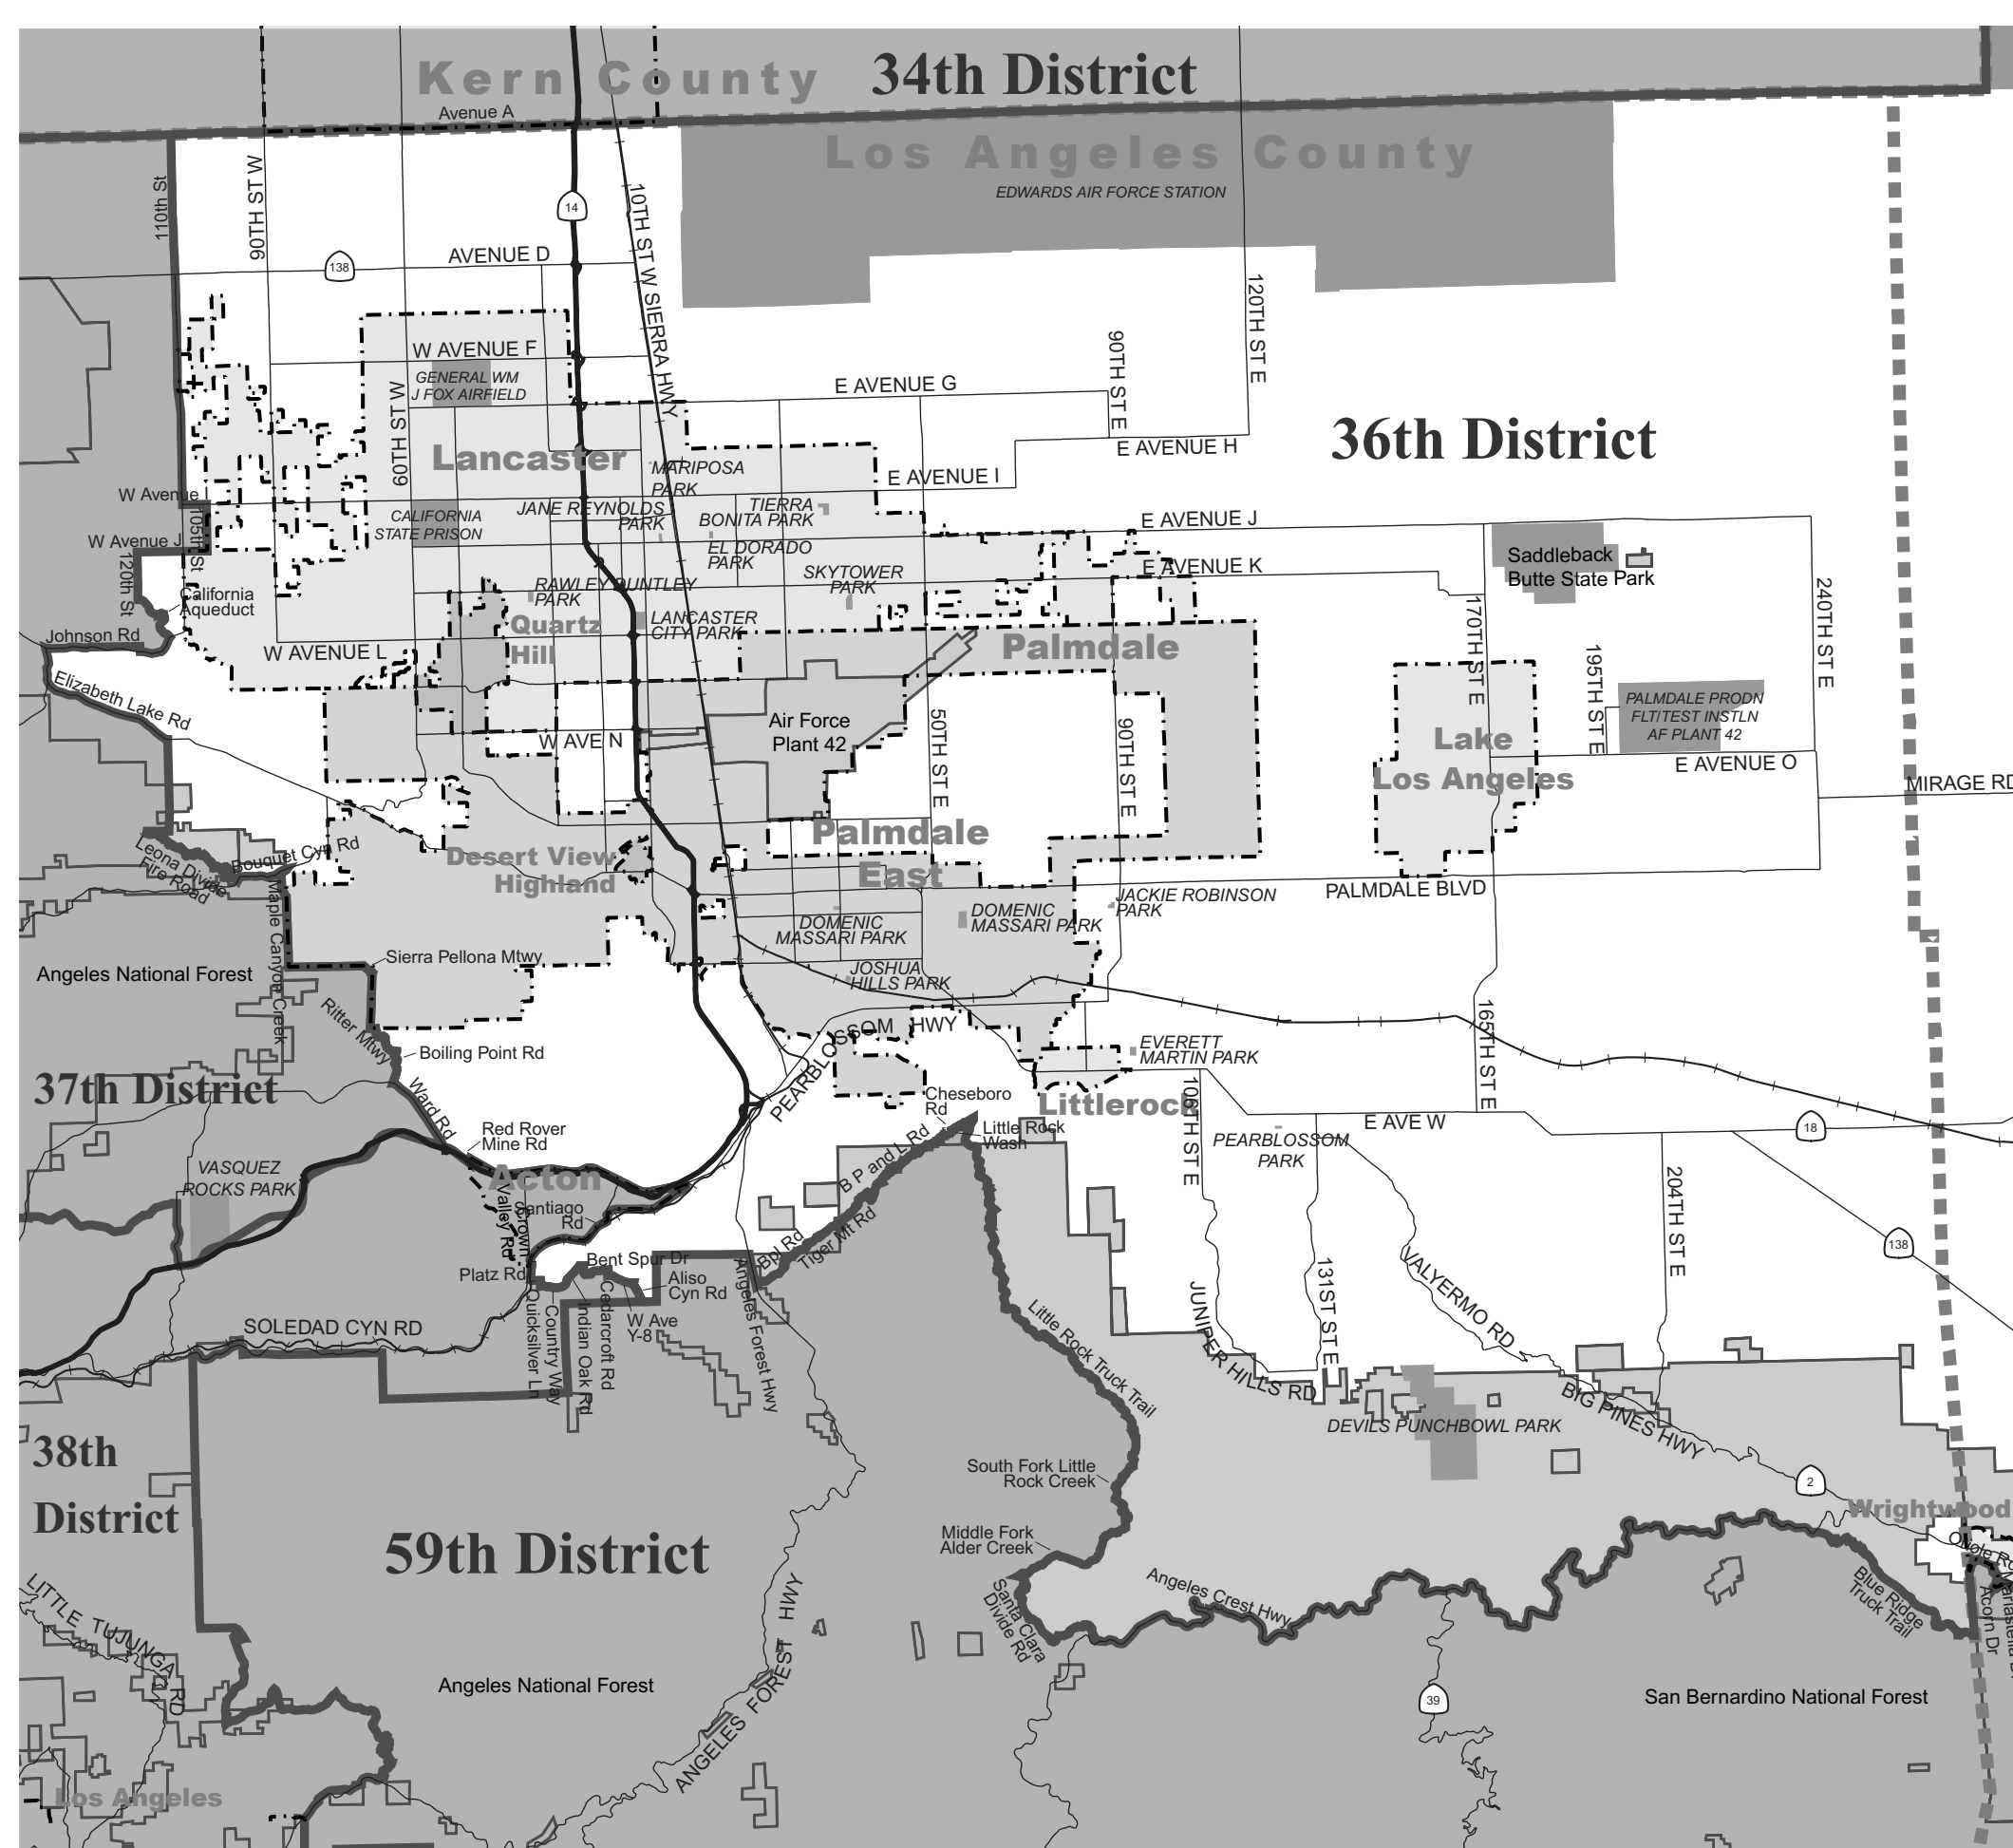 Kern County
34th District
Avenue A
Los Angeles County
EDWARDS AIR FORCE STATION
110th St
90TH ST W
14
10TH ST W SIERRA HWY
AVENUE D
138
120TH ST E
W AVENUE F
GENERAL WM
J FOX AIRFIELD
60TH ST W
E AVENUE G
90TH ST E
36th District
E AVENUE H
Lancaster
MARIPOSA
PARK
E AVENUE I
W Avenue I
105th St
CALIFORNIA
STATE PRISON
JANE REYNOLDS
PARK
TIERRA
BONITA PARK
E AVENUE J
W Avenue J
120th St
EL DORADO
PARK
SKYTOWER
PARK
E AVENUE K
Saddleback
Butte State Park
California
Aqueduct
RAWLEY DUNTLEY
PARK
LANCASTER
CITY PARK
Quartz
Hill
Johnson Rd
W AVENUE L
Palmdale
170TH ST E
240TH ST E
195TH ST E
Elizabeth Lake Rd
Air Force
Plant 42
W AVE N
50TH ST E
90TH ST E
PALMDALE PRODN
FLT/TEST INSTLN
AF PLANT 42
Lake
Los Angeles
E AVENUE O
MIRAGE RD
Palmdale
East
Leona Divide
Fire Road
Bouquet Cyn Rd
Desert View
Highland
PALMDALE BLVD
JACKIE ROBINSON
PARK
DOMENIC
MASSARI PARK
DOMENIC
MASSARI PARK
Maple Canyon Creek
Sierra Pellona Mtwy
Angeles National Forest
JOSHUA
HILLS PARK
Ritter Mtwy
Boiling Point Rd
PEARBLOSSOM HWY
165TH ST E
EVERETT
MARTIN PARK
37th District
Ward Rd
Cheseboro
Rd
Littlerock
106TH ST E
E AVE W
18
Red Rover
Mine Rd
Little Rock
Wash
PEARBLOSSOM
PARK
VASQUEZ
ROCKS PARK
Acton
B P and L Rd
204TH ST E
Crown
Valley Rd
Santiago
Rd
Bpl Rd
Tiger Mt Rd
138
Platz Rd
Bent Spur Dr
Aliso
Cyn Rd
Angeles Forest Hwy
VALYERMO RD
131ST ST E
Quicksilver Ln
Country Way
Indian Oak Rd
Cedarcroft Rd
W Ave
Y-8
SOLEDAD CYN RD
Little Rock Truck Trail
JUNIPER HILLS RD
BIG PINES HWY
DEVILS PUNCHBOWL PARK
38th
District
South Fork Little
Rock Creek
2
Wrightwood
59th District
Middle Fork
Alder Creek
Santa Clara
Divide Rd
Angeles Crest Hwy
Blue Ridge
Truck Trail
Acorn Dr
LITTLE TUJUNGA RD
Angeles National Forest
ANGELES FOREST HWY
39
San Bernardino National Forest
Los Angeles